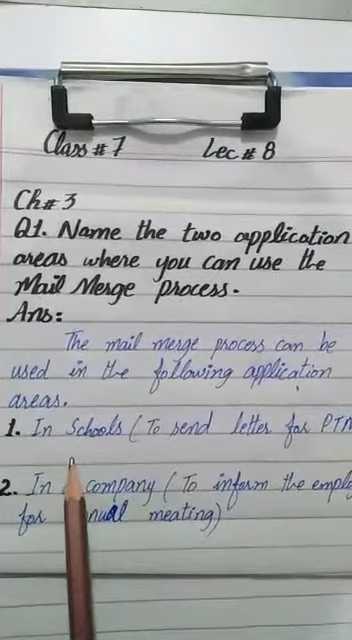 Class # 7 Lec # 8
Ch# 3
Q1. Name the two application
areas where you can use the
Mail Merge process.
Ans:
The mail merge process can be
used in the following application
areas.
1. In Schools ( To send letter for
2. In company ( To inform the
for meating)